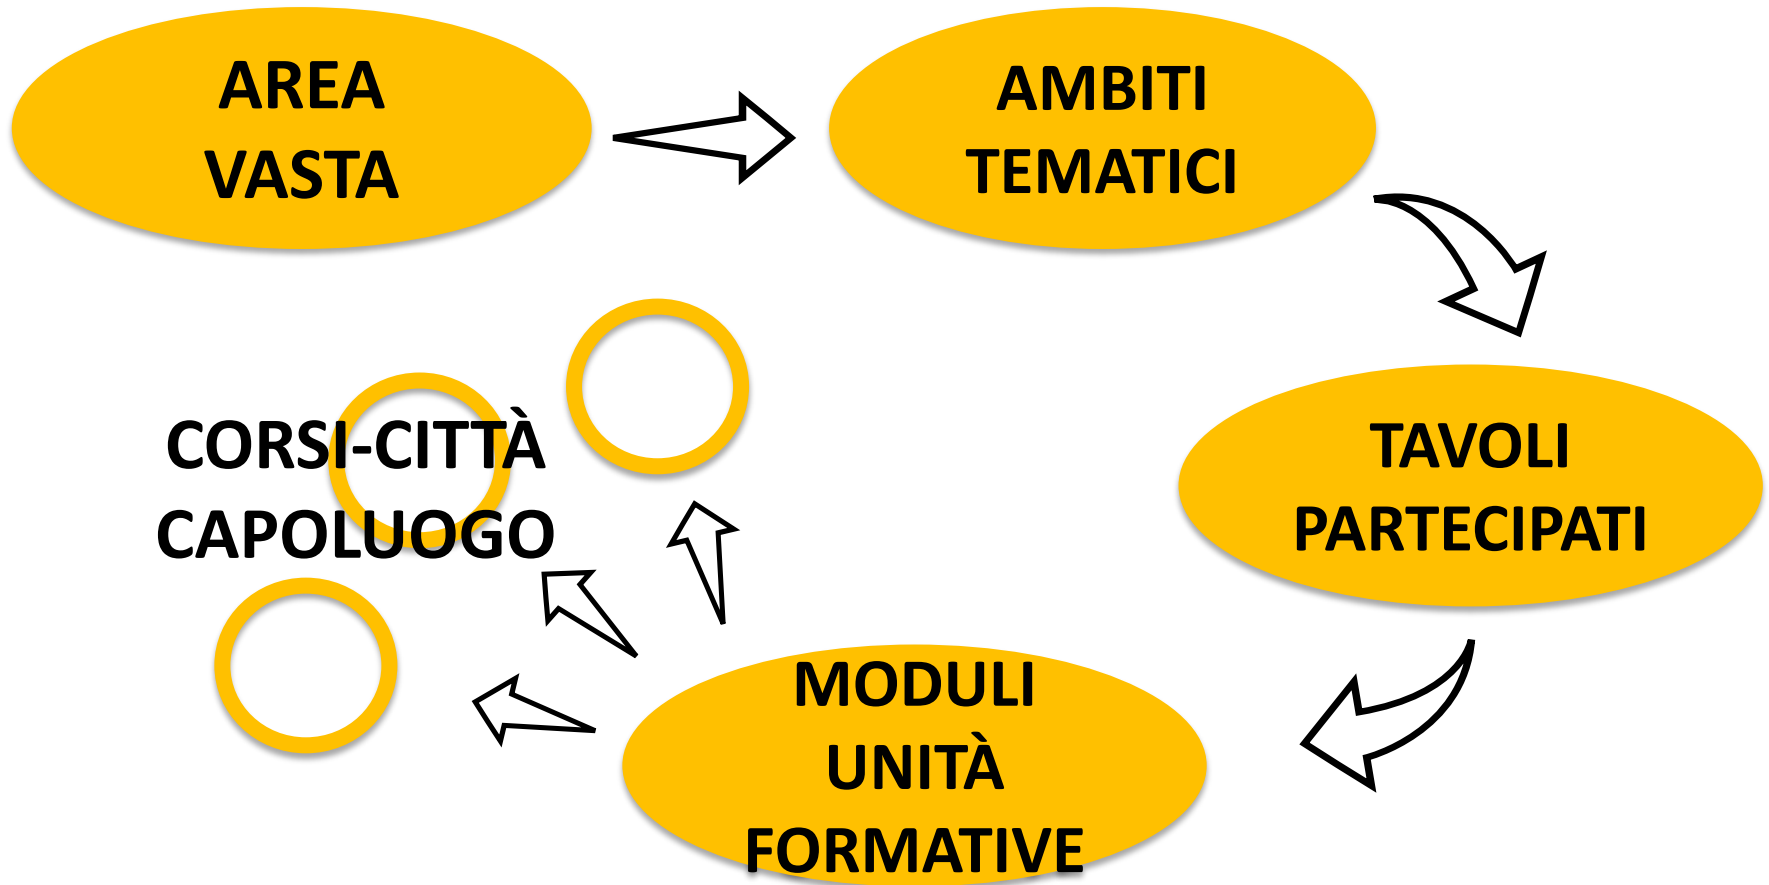 AREA
VASTA
AMBITI
TEMATICI
TAVOLI
PARTECIPATI
MODULI
UNITÀ
FORMATIVE
CORSI-CITTÀ
CAPOLUOGO